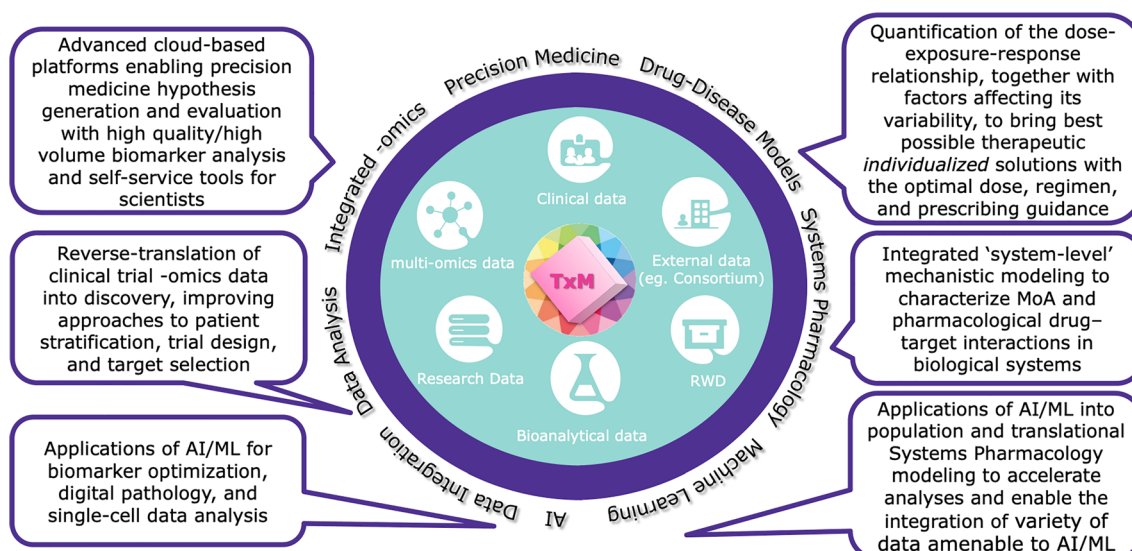 Advanced cloud-based
platforms enabling precision
medicine hypothesis
generation and evaluation
with high quality/high
volume biomarker analysis
and self-service tools for
scientists
Reverse-translation of
clinical trial -omics data
into discovery, improving
approaches to patient
stratification, trial design,
and target selection
Applications of AI/ML for
biomarker optimization,
digital pathology, and
single-cell data analysis
Integrated -omics
Precision Medicine
Drug-Disease Models
Systems Pharmacology
Machine Learning
AI
Data Integration
Data Analysis
Clinical data
multi-omics data
External data
(eg. Consortium)
TxM
Research Data
RWD
Bioanalytical data
Quantification of the dose-
exposure-response
relationship, together with
factors affecting its
variability, to bring best
possible therapeutic
individualized solutions with
the optimal dose, regimen,
and prescribing guidance
Integrated ‘system-level’
mechanistic modeling to
characterize MoA and
pharmacological drug–
target interactions in
biological systems
Applications of AI/ML into
population and translational
Systems Pharmacology
modeling to accelerate
analyses and enable the
integration of variety of
data amenable to AI/ML